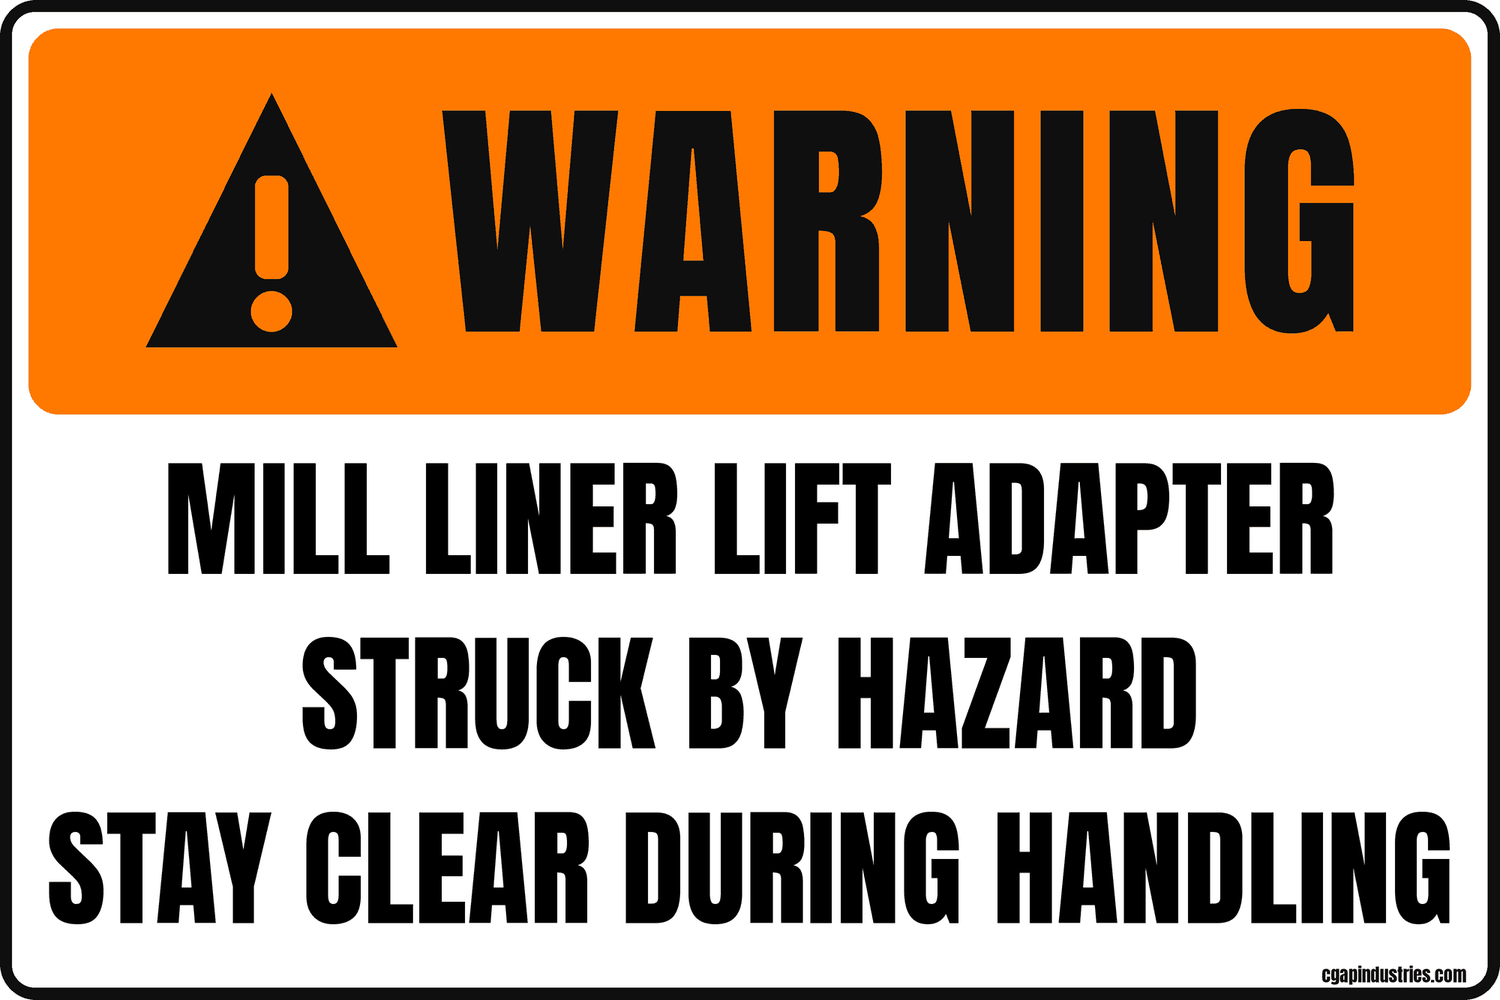 WARNING
MILL LINER LIFT ADAPTER
STRUCK BY HAZARD
STAY CLEAR DURING HANDLING
cgapindustries.com